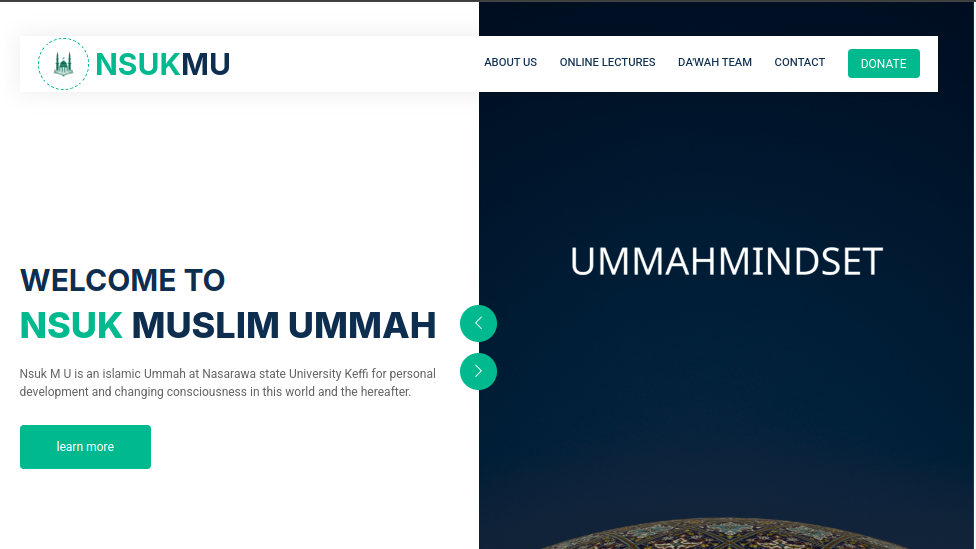 NSUKMU
ABOUT US
ONLINE LECTURES
DA'WAH TEAM
CONTACT
DONATE
WELCOME TO
NSUK MUSLIM UMMAH
Nsuk M U is an islamic Ummah at Nasarawa state University Keffi for personal
development and changing consciousness in this world and the hereafter.
learn more
UMMAHMINDSET